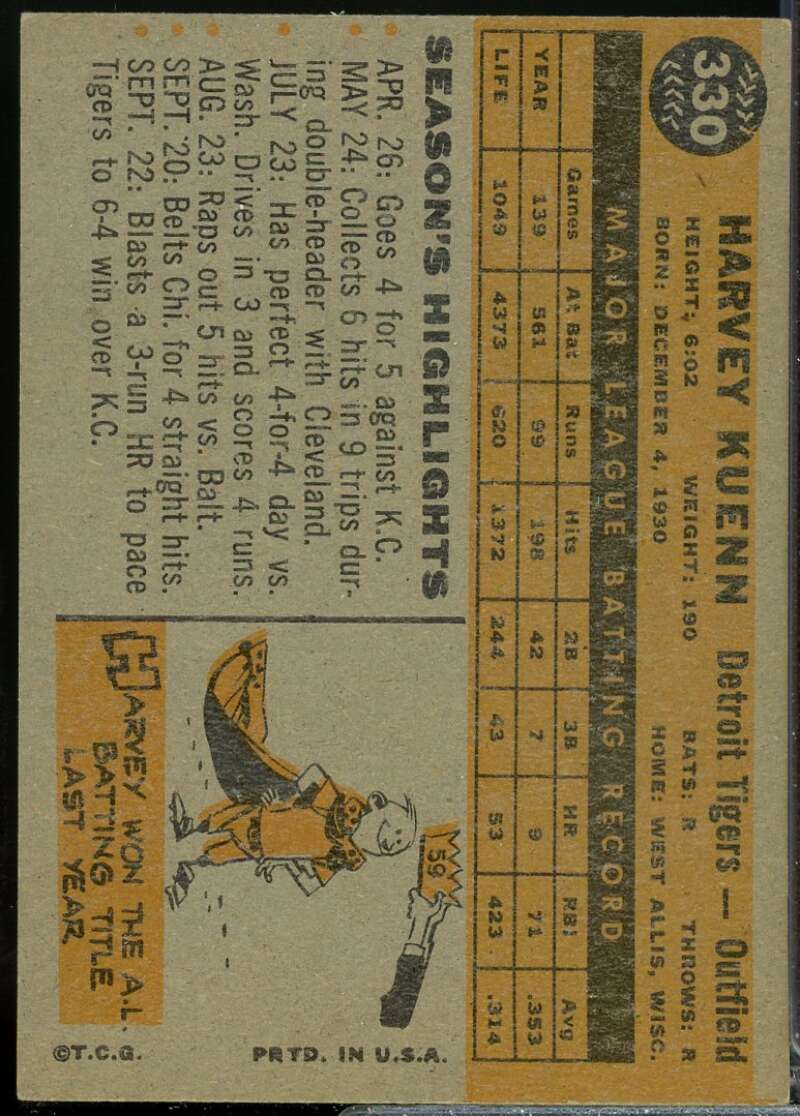 330
HARVEY KUENN Detroit Tigers — Outfield
HEIGHT: 6:02 WEIGHT: 190 BATS: R THROWS: R
BORN: DECEMBER 4, 1930 HOME: WEST ALLIS, WISC.
MAJOR LEAGUE BATTING RECORD
Games At Bat Runs Hits 2B 3B HR RBI Avg
YEAR 139 561 99 198 42 7 9 71 .353
LIFE 1049 4373 620 1372 244 43 53 423 .314
SEASON'S HIGHLIGHTS
APR. 26: Goes 4 for 5 against K.C.
MAY 24: Collects 6 hits in 9 trips dur-
ing double-header with Cleveland.
JULY 23: Has perfect 4-for-4 day vs.
Wash. Drives in 3 and scores 4 runs.
AUG. 23: Raps out 5 hits vs. Balt.
SEPT. 20: Belts Chi. for 4 straight hits.
SEPT. 22: Blasts a 3-run HR to pace
Tigers to 6-4 win over K.C.
59
HARVEY WON THE A.L.
BATTING TITLE
LAST YEAR
©T.C.G. PRTD. IN U.S.A.